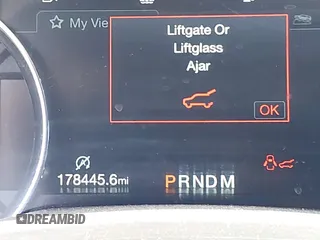 ☆ My Vie
Liftgate Or
Liftglass
Ajar
OK
178445.6mi
PRNDM
DREAMBID